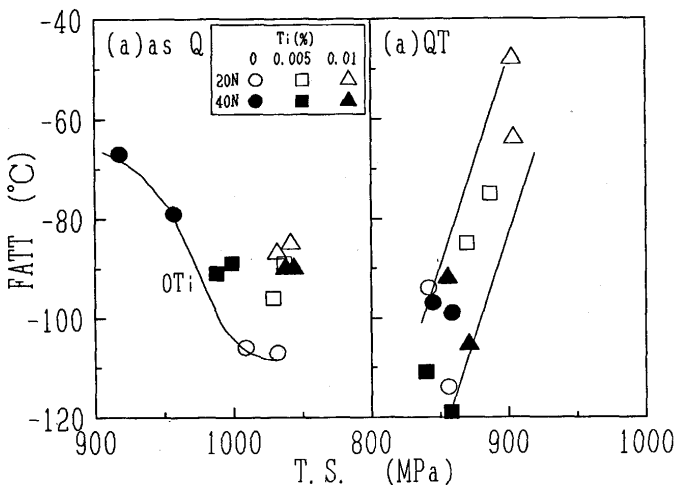 -40
-60
-80
-100
-120
FATT (°C)
(a)as Q
Ti(%)
0 0.005 0.01
20N
40N
0Ti
(a)QT
900 1000 800 900 1000
T.S. (MPa)